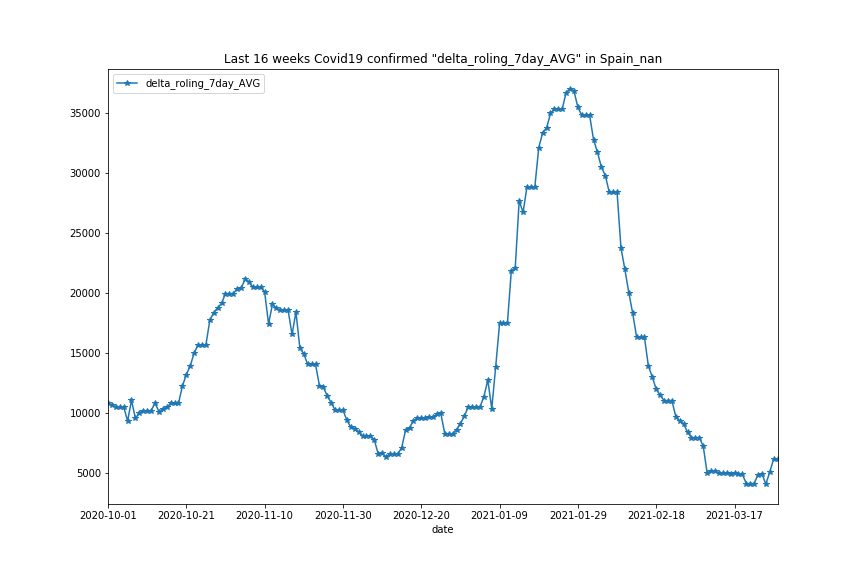 Last 16 weeks Covid19 confirmed "delta_roling_7day_AVG" in Spain_nan
delta_roling_7day_AVG
35000
30000
25000
20000
15000
10000
5000
2020-10-01 2020-10-21 2020-11-10 2020-11-30 2020-12-20 2021-01-09 2021-01-29 2021-02-18 2021-03-17
date